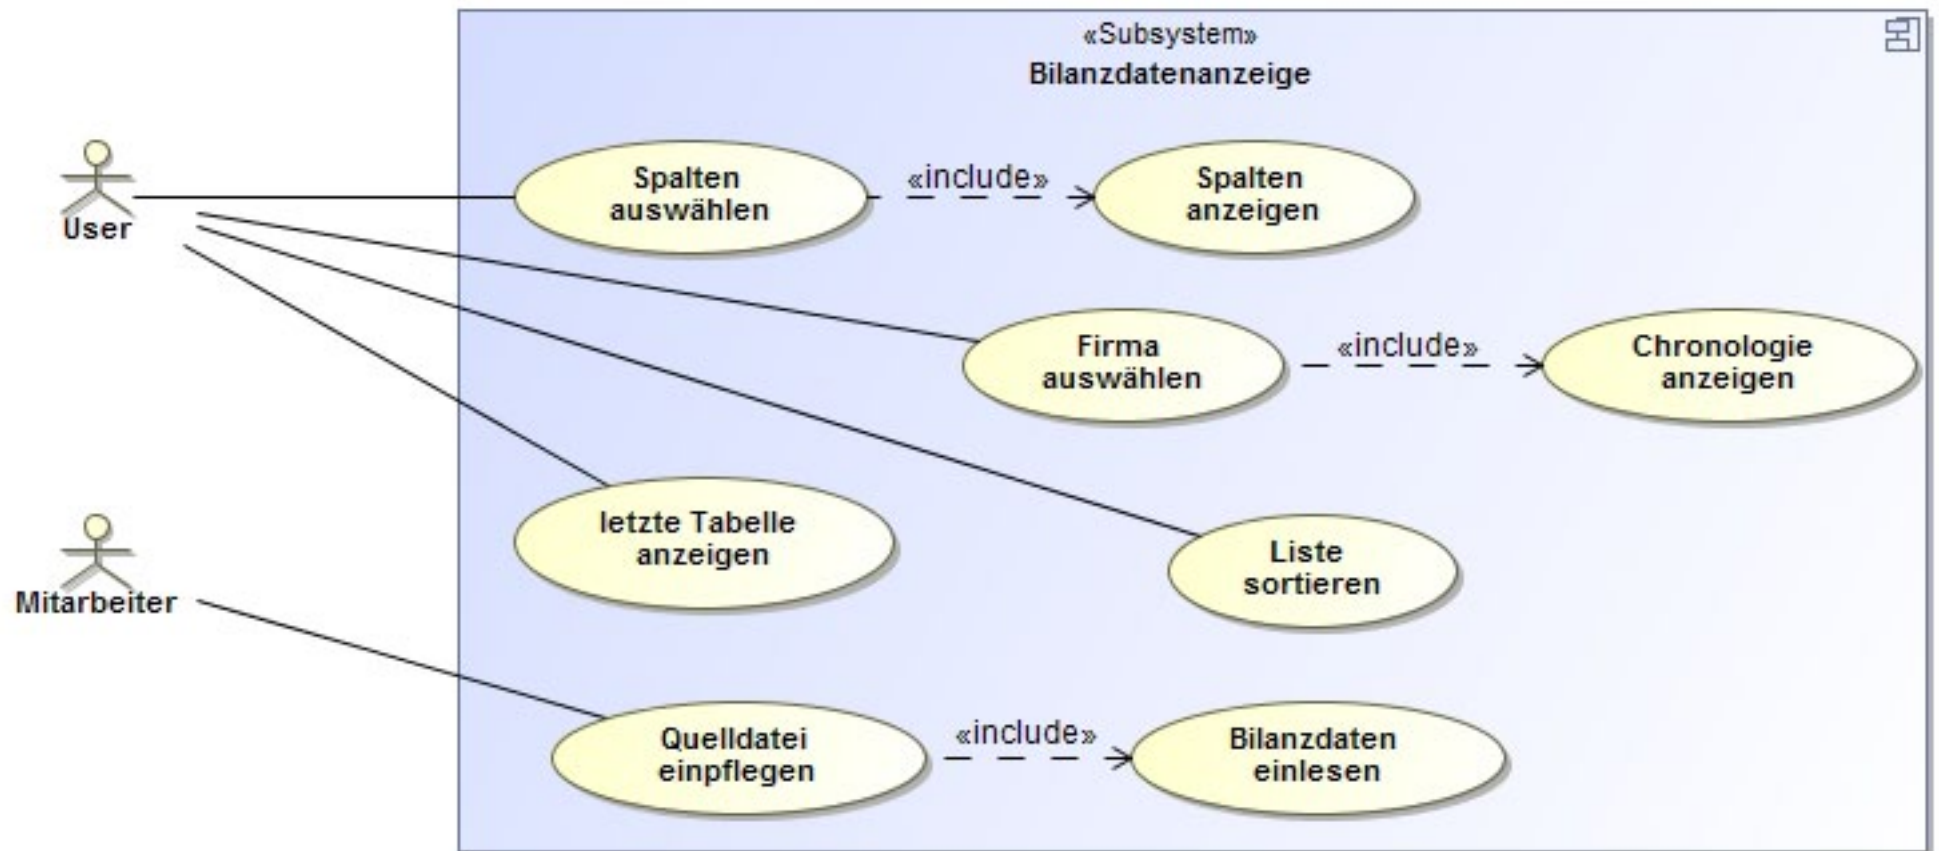 «Subsystem»
Bilanzdatenanzeige
User
Spalten
auswählen
«include»
Spalten
anzeigen
Firma
auswählen
«include»
Chronologie
anzeigen
letzte Tabelle
anzeigen
Liste
sortieren
Mitarbeiter
Quelldatei
einpflegen
«include»
Bilanzdaten
einlesen